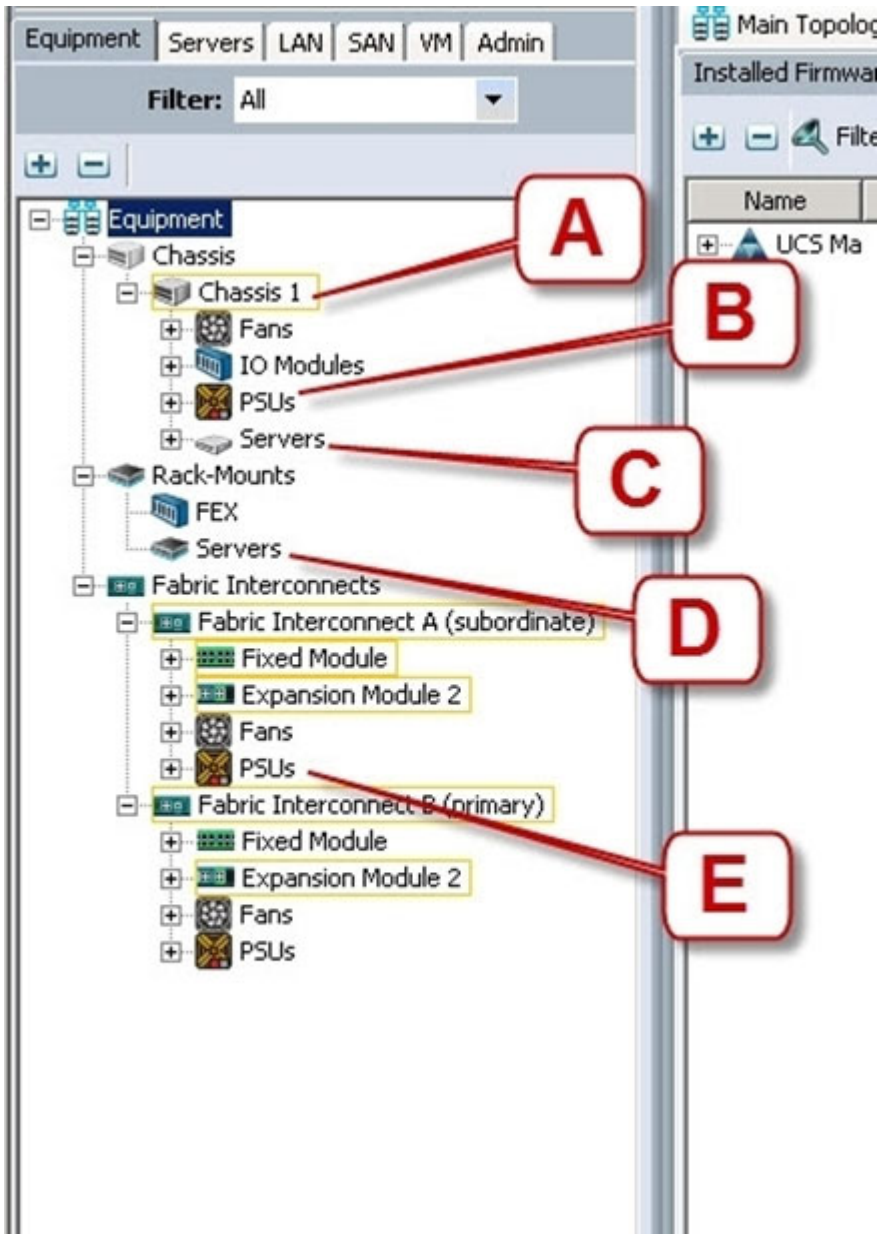 Equipment Servers LAN SAN VM Admin
Filter: All
Equipment
Chassis
Chassis 1
Fans
IO Modules
PSUs
Servers
Rack-Mounts
FEX
Servers
Fabric Interconnects
Fabric Interconnect A (subordinate)
Fixed Module
Expansion Module 2
Fans
PSUs
Fabric Interconnect B (primary)
Fixed Module
Expansion Module 2
Fans
PSUs
A
B
C
D
E
Main Topolog
Installed Firmwa
Filte
Name
UCS Ma